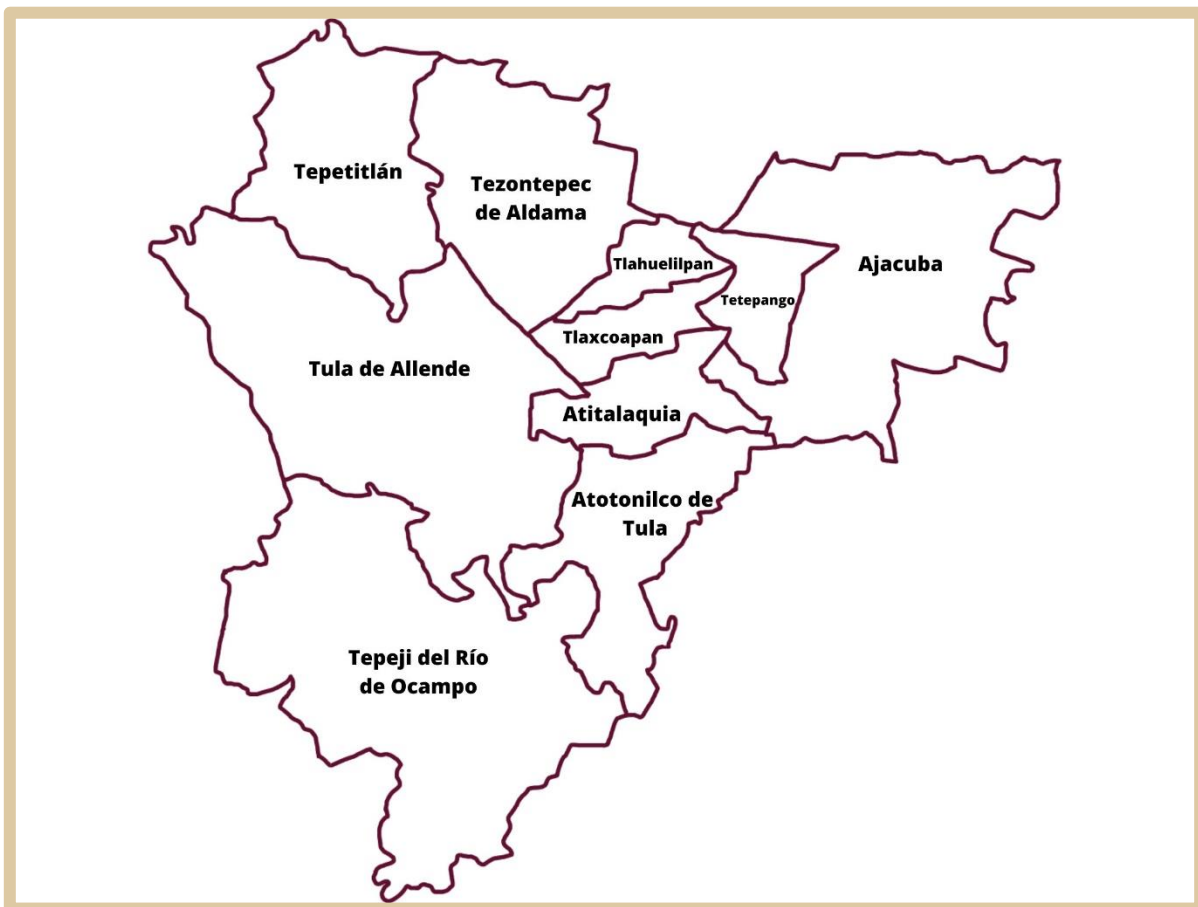 Tepetitlán
Tezontepec
de Aldama
Tlahuelilpan
Ajacuba
Tetepango
Tlaxcoapan
Tula de Allende
Atitalaquia
Atotonilco de
Tula
Tepeji del Río
de Ocampo